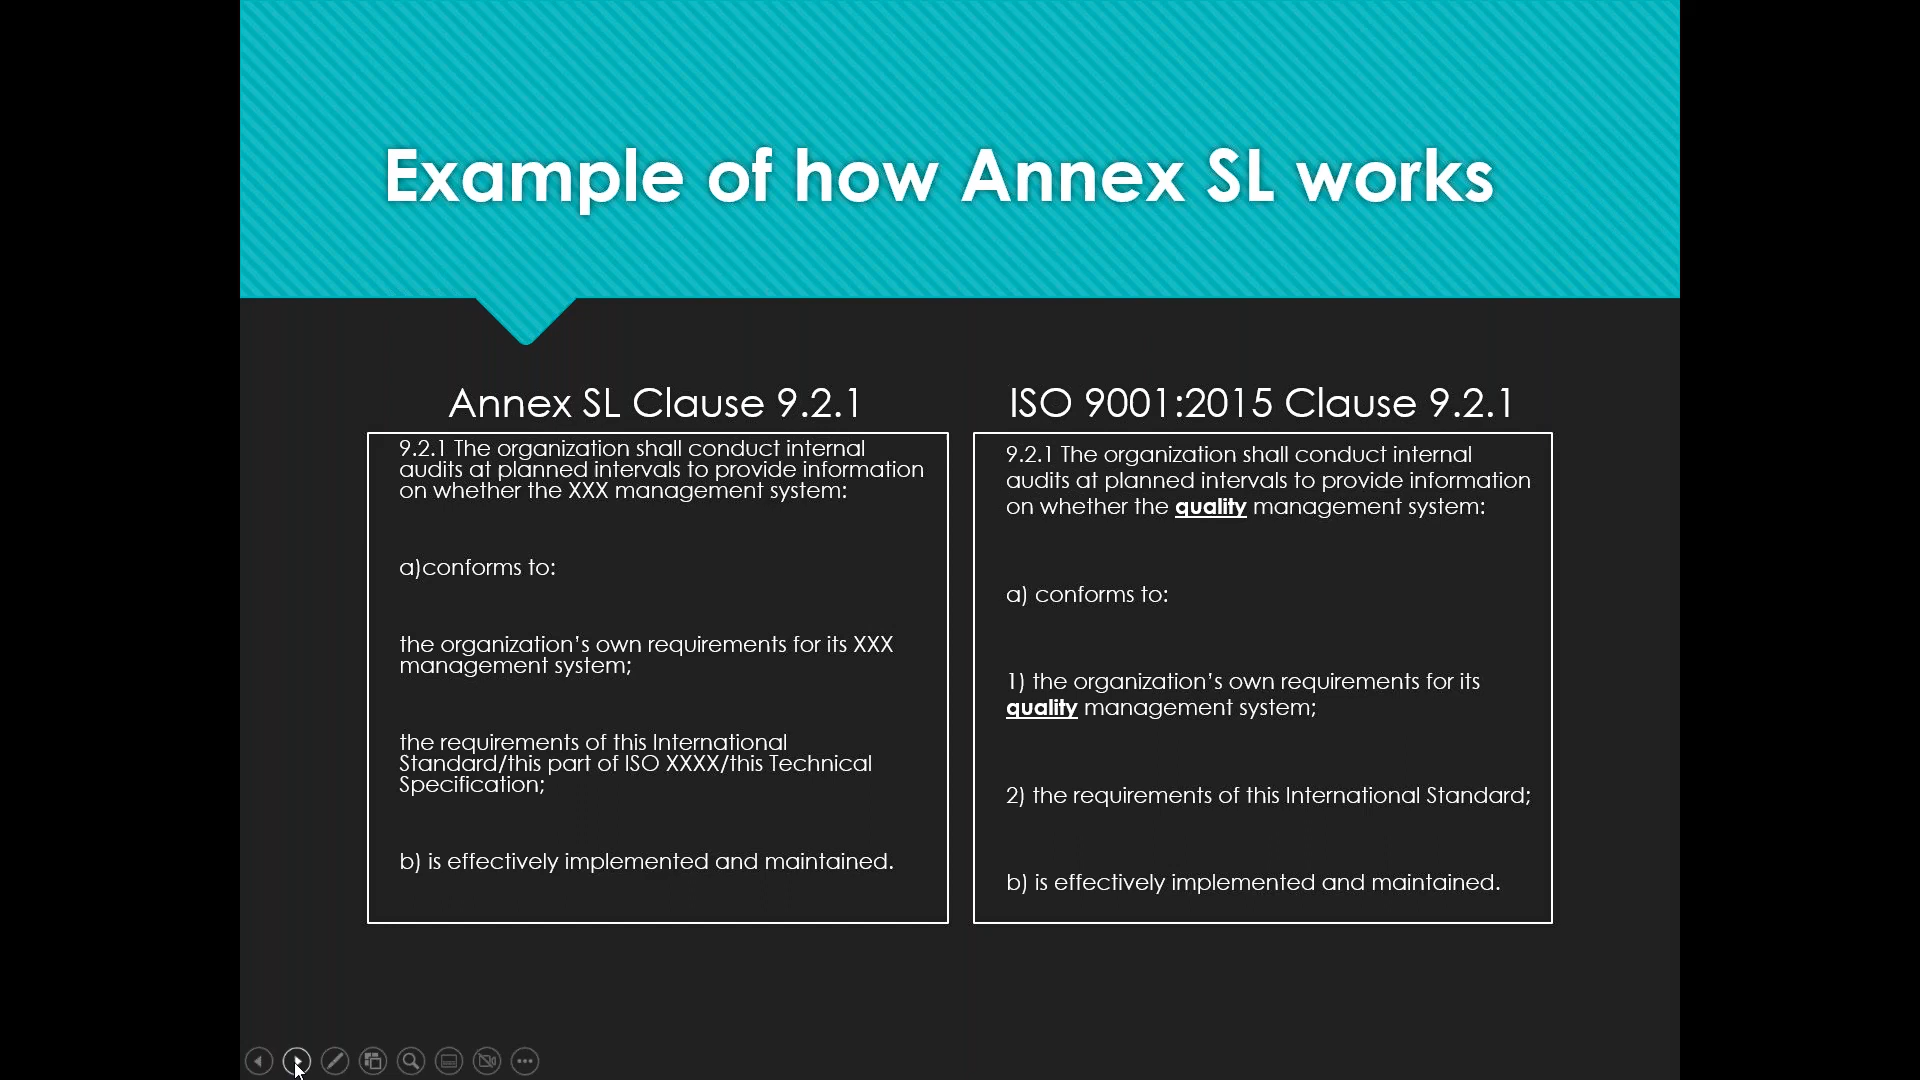 Example of how Annex SL works
Annex SL Clause 9.2.1
9.2.1 The organization shall conduct internal
audits at planned intervals to provide information
on whether the XXX management system:
a)conforms to:
the organization’s own requirements for its XXX
management system;
the requirements of this International
Standard/this part of ISO XXXX/this Technical
Specification;
b) is effectively implemented and maintained.
ISO 9001:2015 Clause 9.2.1
9.2.1 The organization shall conduct internal
audits at planned intervals to provide information
on whether the quality management system:
a) conforms to:
1) the organization’s own requirements for its
quality management system;
2) the requirements of this International Standard;
b) is effectively implemented and maintained.